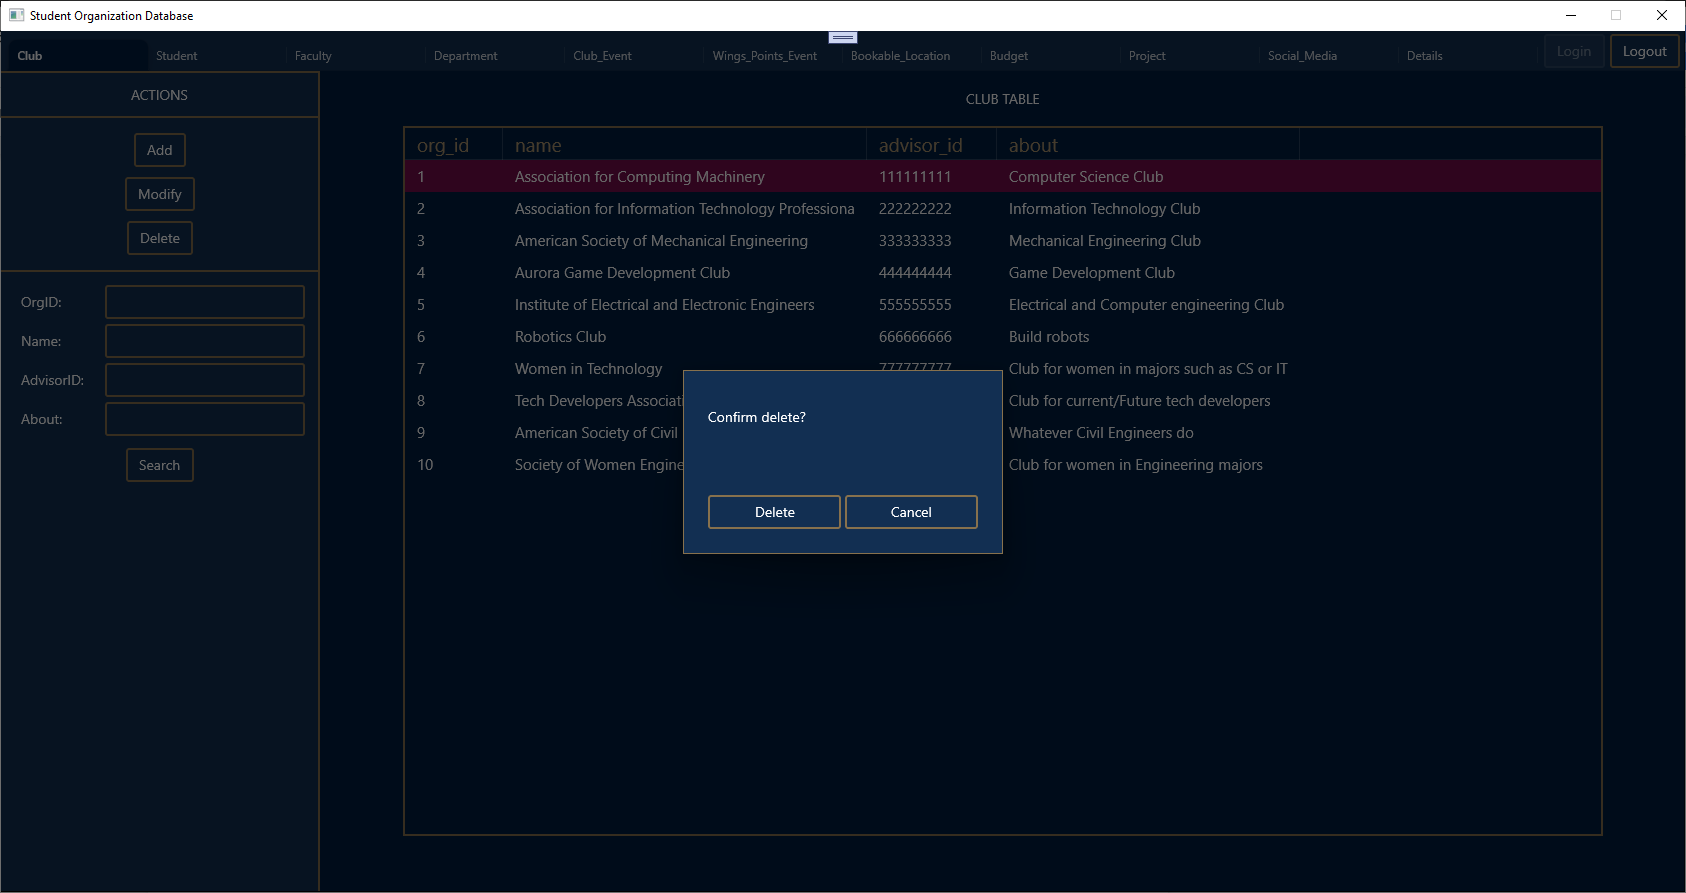 Student Organization Database
Club Student Faculty Department Club_Event Wings_Points_Event Bookable_Location Budget Project Social_Media Details Login Logout
ACTIONS
Add
Modify
Delete
OrgID:
Name:
AdvisorID:
About:
Search
CLUB TABLE
org_id name advisor_id about
1 Association for Computing Machinery 111111111 Computer Science Club
2 Association for Information Technology Professiona 222222222 Information Technology Club
3 American Society of Mechanical Engineering 333333333 Mechanical Engineering Club
4 Aurora Game Development Club 444444444 Game Development Club
5 Institute of Electrical and Electronic Engineers 555555555 Electrical and Computer engineering Club
6 Robotics Club 666666666 Build robots
7 Women in Technology 777777777 Club for women in majors such as CS or IT
8 Tech Developers Associati Club for current/Future tech developers
9 American Society of Civil Whatever Civil Engineers do
10 Society of Women Engine Club for women in Engineering majors
Confirm delete?
Delete Cancel